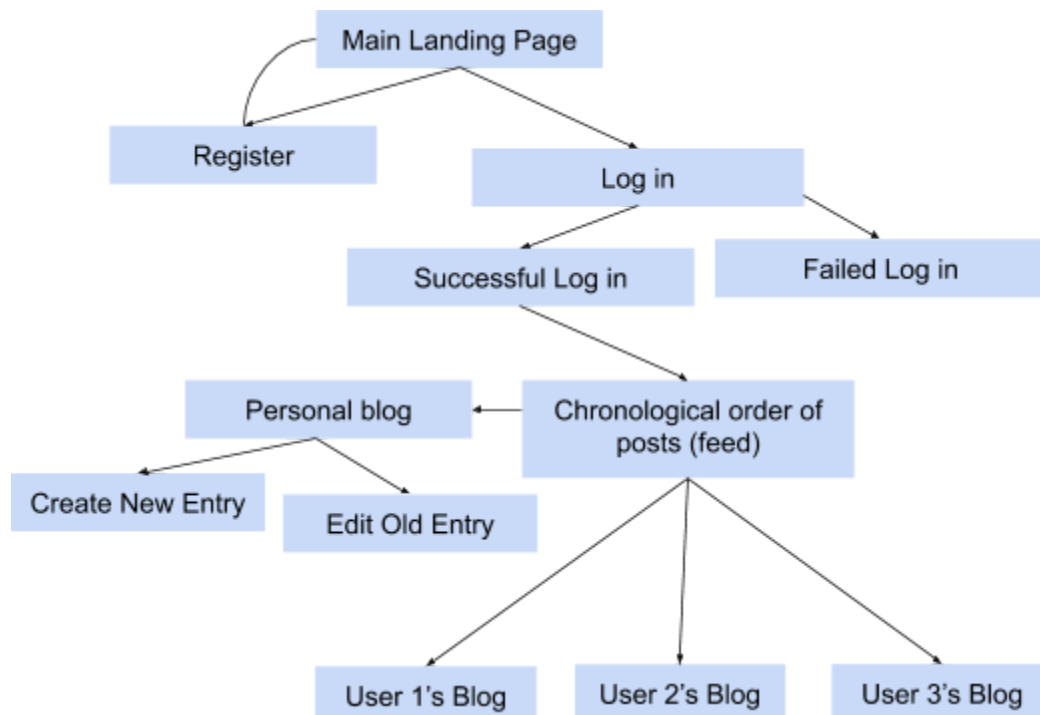 Main Landing Page
Register
Log in
Successful Log in
Failed Log in
Personal blog
Chronological order of
posts (feed)
Create New Entry
Edit Old Entry
User 1's Blog
User 2's Blog
User 3's Blog